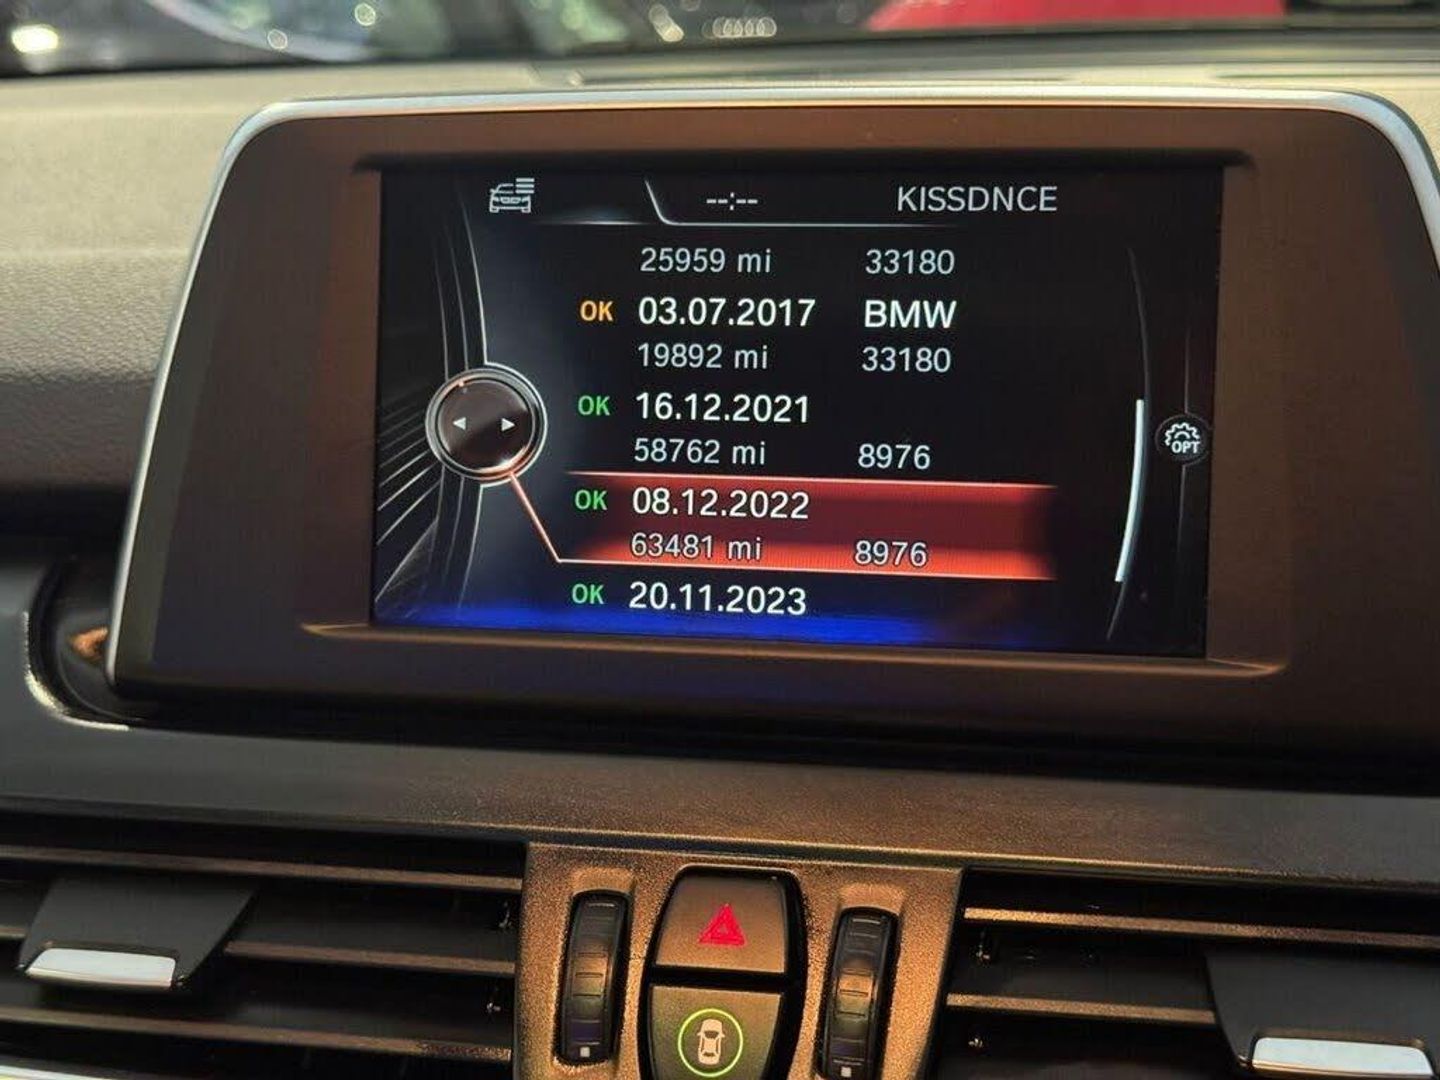 --:-- KISSDNCE
25959 mi 33180
OK 03.07.2017 BMW
19892 mi 33180
OK 16.12.2021
58762 mi 8976
OK 08.12.2022
63481 mi 8976
OK 20.11.2023
OPT